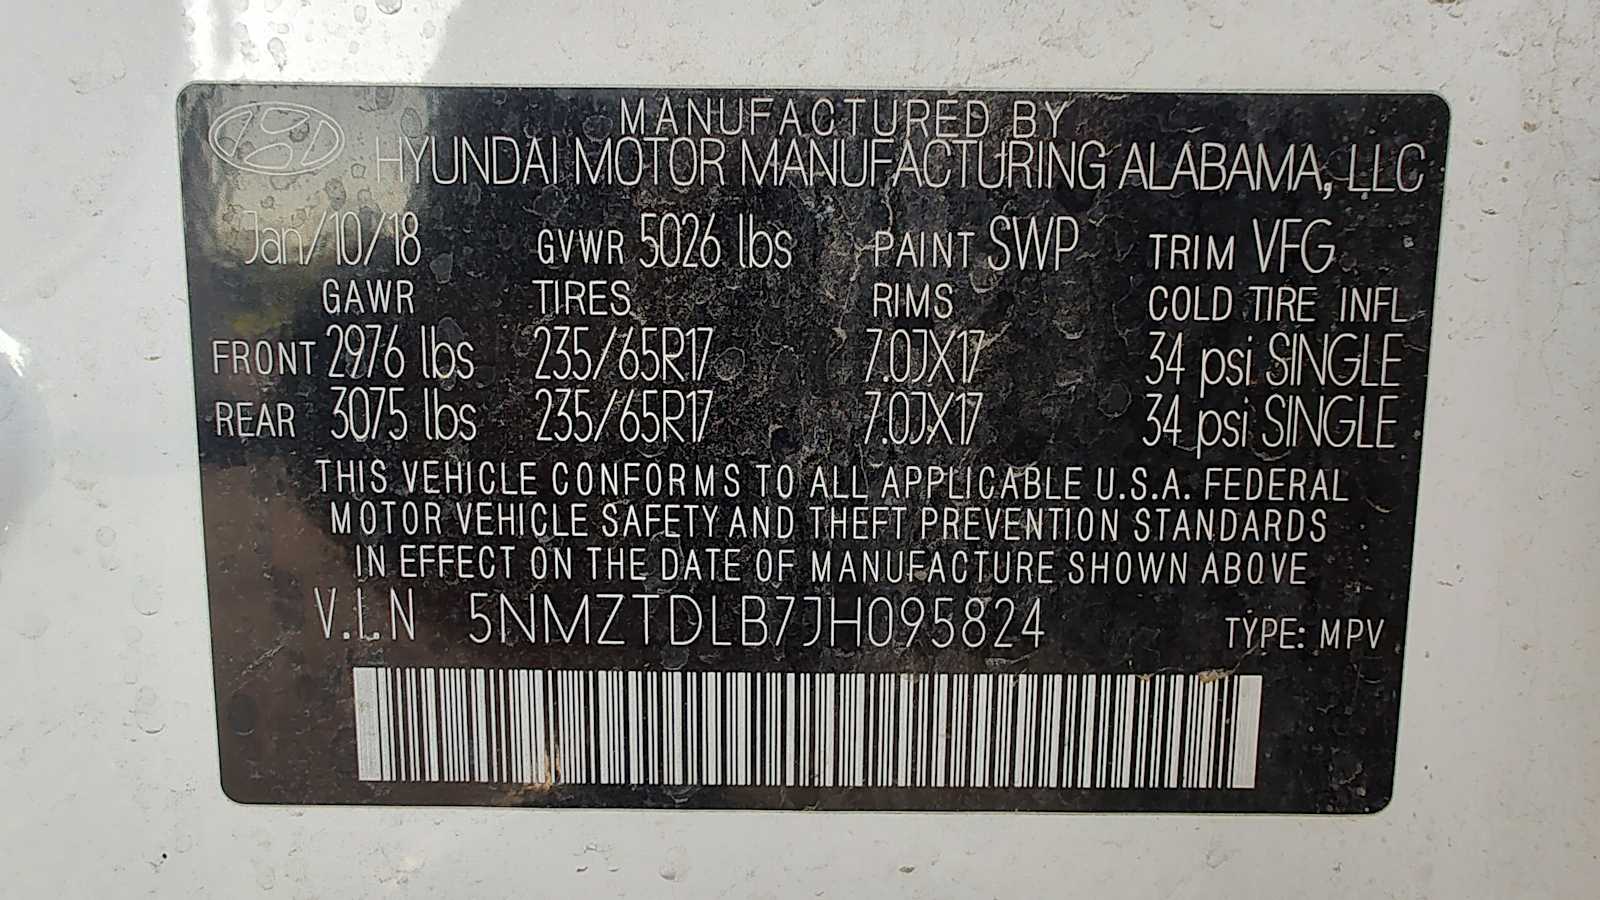 MANUFACTURED BY
HYUNDAI MOTOR MANUFACTURING ALABAMA, LLC
Jan/10/18 GVWR 5026 lbs PAINT SWP TRIM VFG
GAWR TIRES RIMS COLD TIRE INFL
FRONT 2976 lbs 235/65R17 7.0JX17 34 psi SINGLE
REAR 3075 lbs 235/65R17 7.0JX17 34 psi SINGLE
THIS VEHICLE CONFORMS TO ALL APPLICABLE U.S.A. FEDERAL
MOTOR VEHICLE SAFETY AND THEFT PREVENTION STANDARDS
IN EFFECT ON THE DATE OF MANUFACTURE SHOWN ABOVE
V.I.N 5NMZTDLB7JH095824 TYPE: MPV